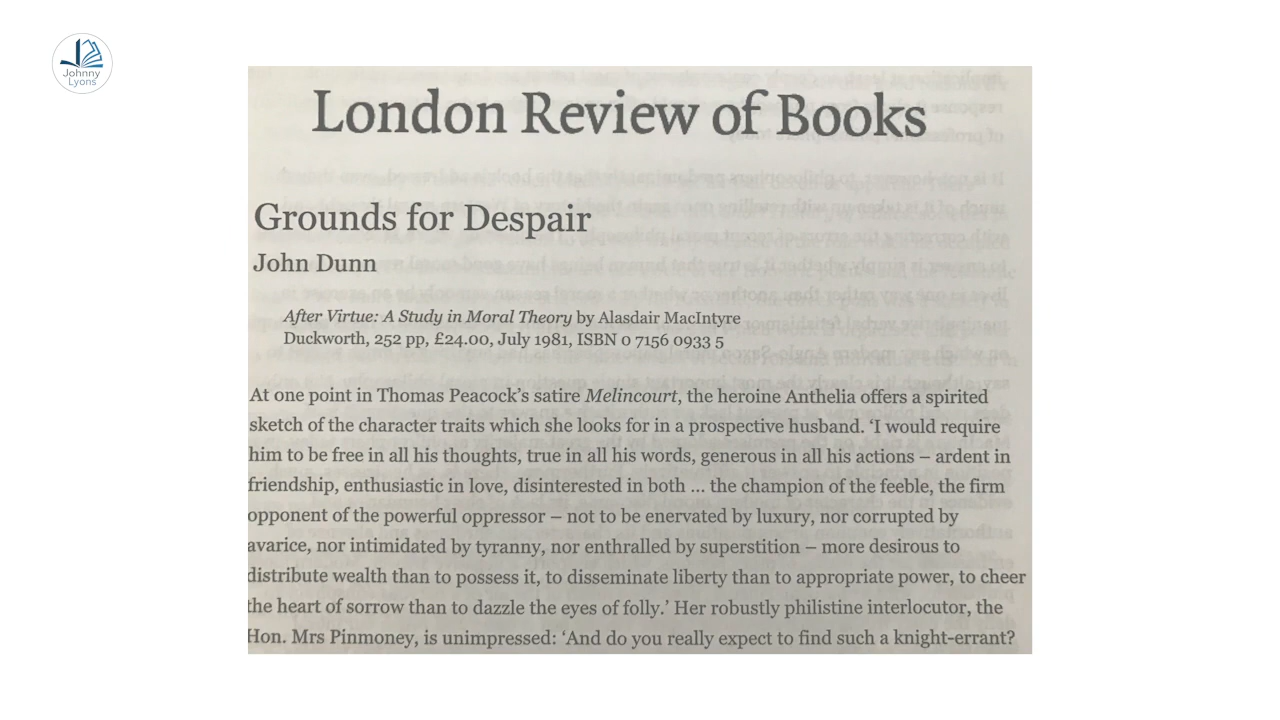 Johnny
Lyons
London Review of Books
Grounds for Despair
John Dunn
After Virtue: A Study in Moral Theory by Alasdair MacIntyre
Duckworth, 252 pp, £24.00, July 1981, ISBN 0 7156 0933 5
At one point in Thomas Peacock’s satire Melincourt, the heroine Anthelia offers a spirited
sketch of the character traits which she looks for in a prospective husband. ‘I would require
him to be free in all his thoughts, true in all his words, generous in all his actions – ardent in
friendship, enthusiastic in love, disinterested in both ... the champion of the feeble, the firm
opponent of the powerful oppressor – not to be enervated by luxury, nor corrupted by
avarice, nor intimidated by tyranny, nor enthralled by superstition – more desirous to
distribute wealth than to possess it, to disseminate liberty than to appropriate power, to cheer
the heart of sorrow than to dazzle the eyes of folly.’ Her robustly philistine interlocutor, the
Hon. Mrs Pinmoney, is unimpressed: ‘And do you really expect to find such a knight-errant?